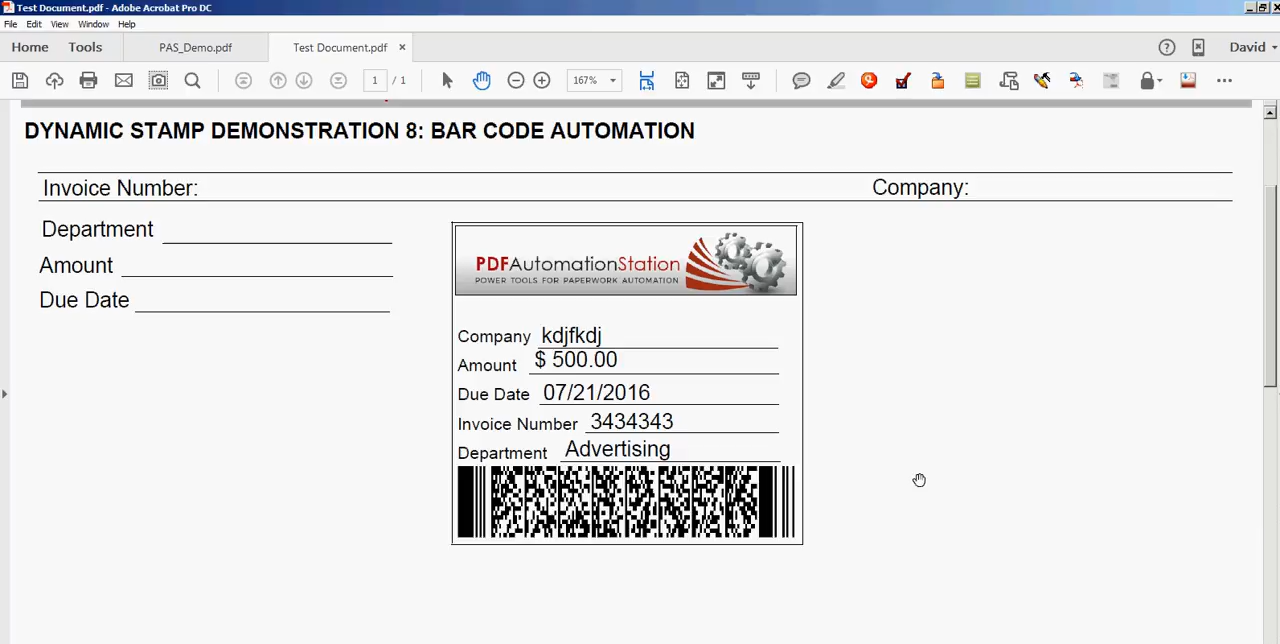 Test Document.pdf - Adobe Acrobat Pro DC
File Edit View Window Help
Home Tools PAS_Demo.pdf Test Document.pdf × David
1 / 1 167%
DYNAMIC STAMP DEMONSTRATION 8: BAR CODE AUTOMATION
Invoice Number: Company:
Department
Amount
Due Date
PDFAutomationStation
POWER TOOLS FOR PAPERWORK AUTOMATION
Company kdjfkdj
Amount $ 500.00
Due Date 07/21/2016
Invoice Number 3434343
Department Advertising